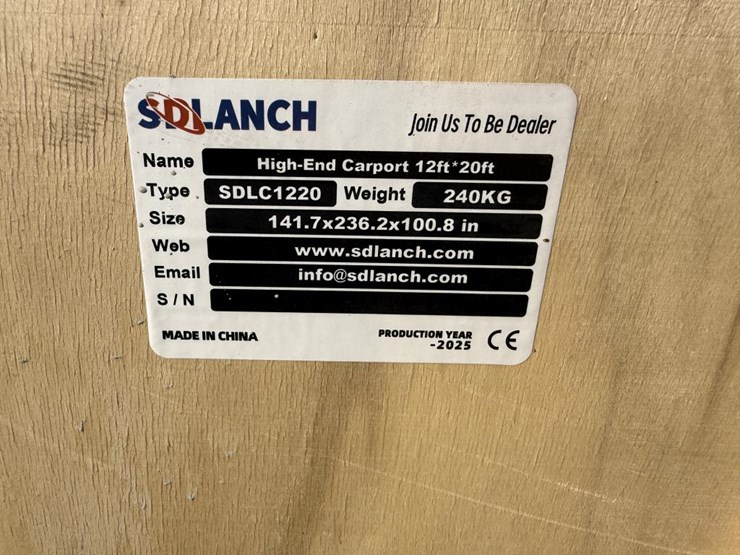 SDLANCH
Join Us To Be Dealer
Name High-End Carport 12ft*20ft
Type SDLC1220 Weight 240KG
Size 141.7x236.2x100.8 in
Web www.sdlanch.com
Email info@sdlanch.com
S / N
MADE IN CHINA
PRODUCTION YEAR
-2025
CE